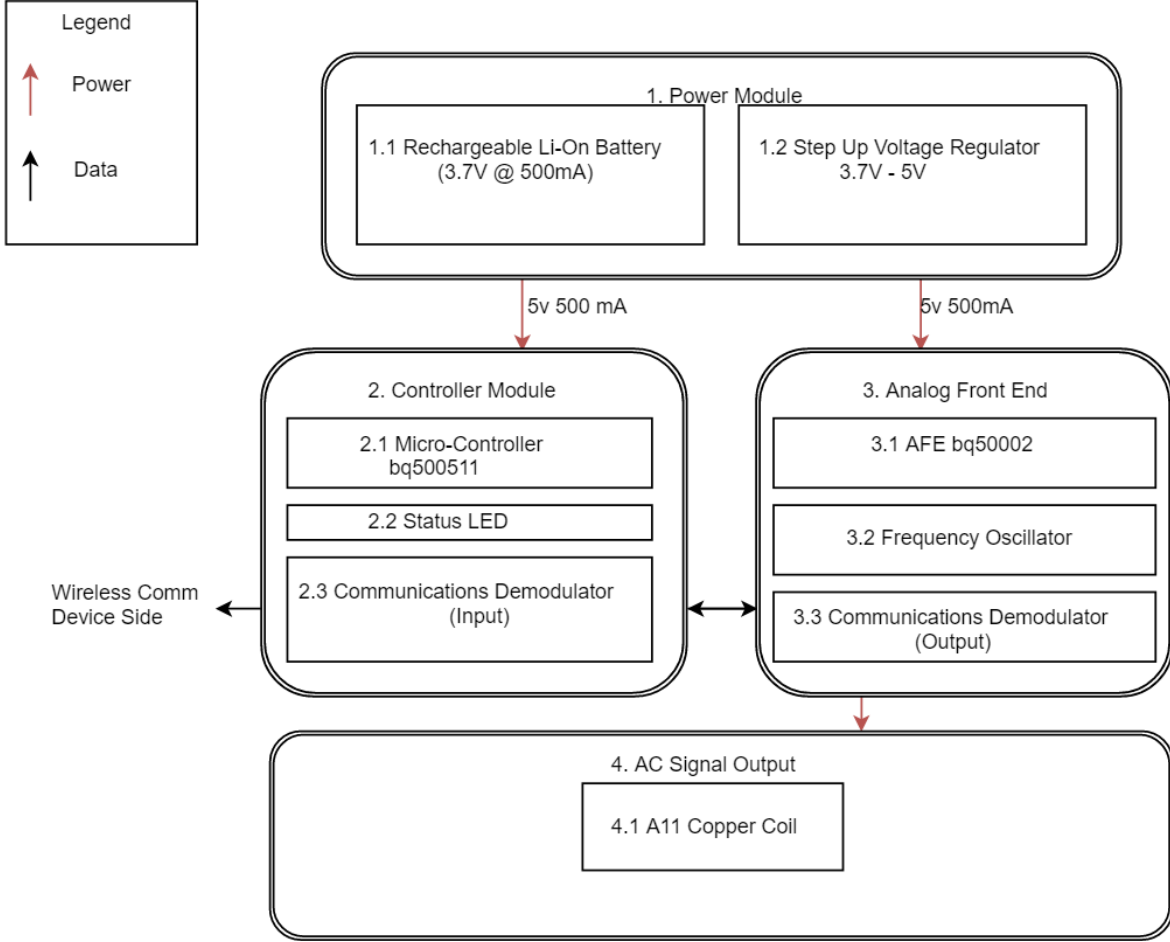 Legend
Power
Data
1. Power Module
1.1 Rechargeable Li-On Battery
(3.7V @ 500mA)
1.2 Step Up Voltage Regulator
3.7V - 5V
5v 500 mA
5v 500mA
2. Controller Module
2.1 Micro-Controller
bq500511
2.2 Status LED
2.3 Communications Demodulator
(Input)
Wireless Comm
Device Side
3. Analog Front End
3.1 AFE bq50002
3.2 Frequency Oscillator
3.3 Communications Demodulator
(Output)
4. AC Signal Output
4.1 A11 Copper Coil